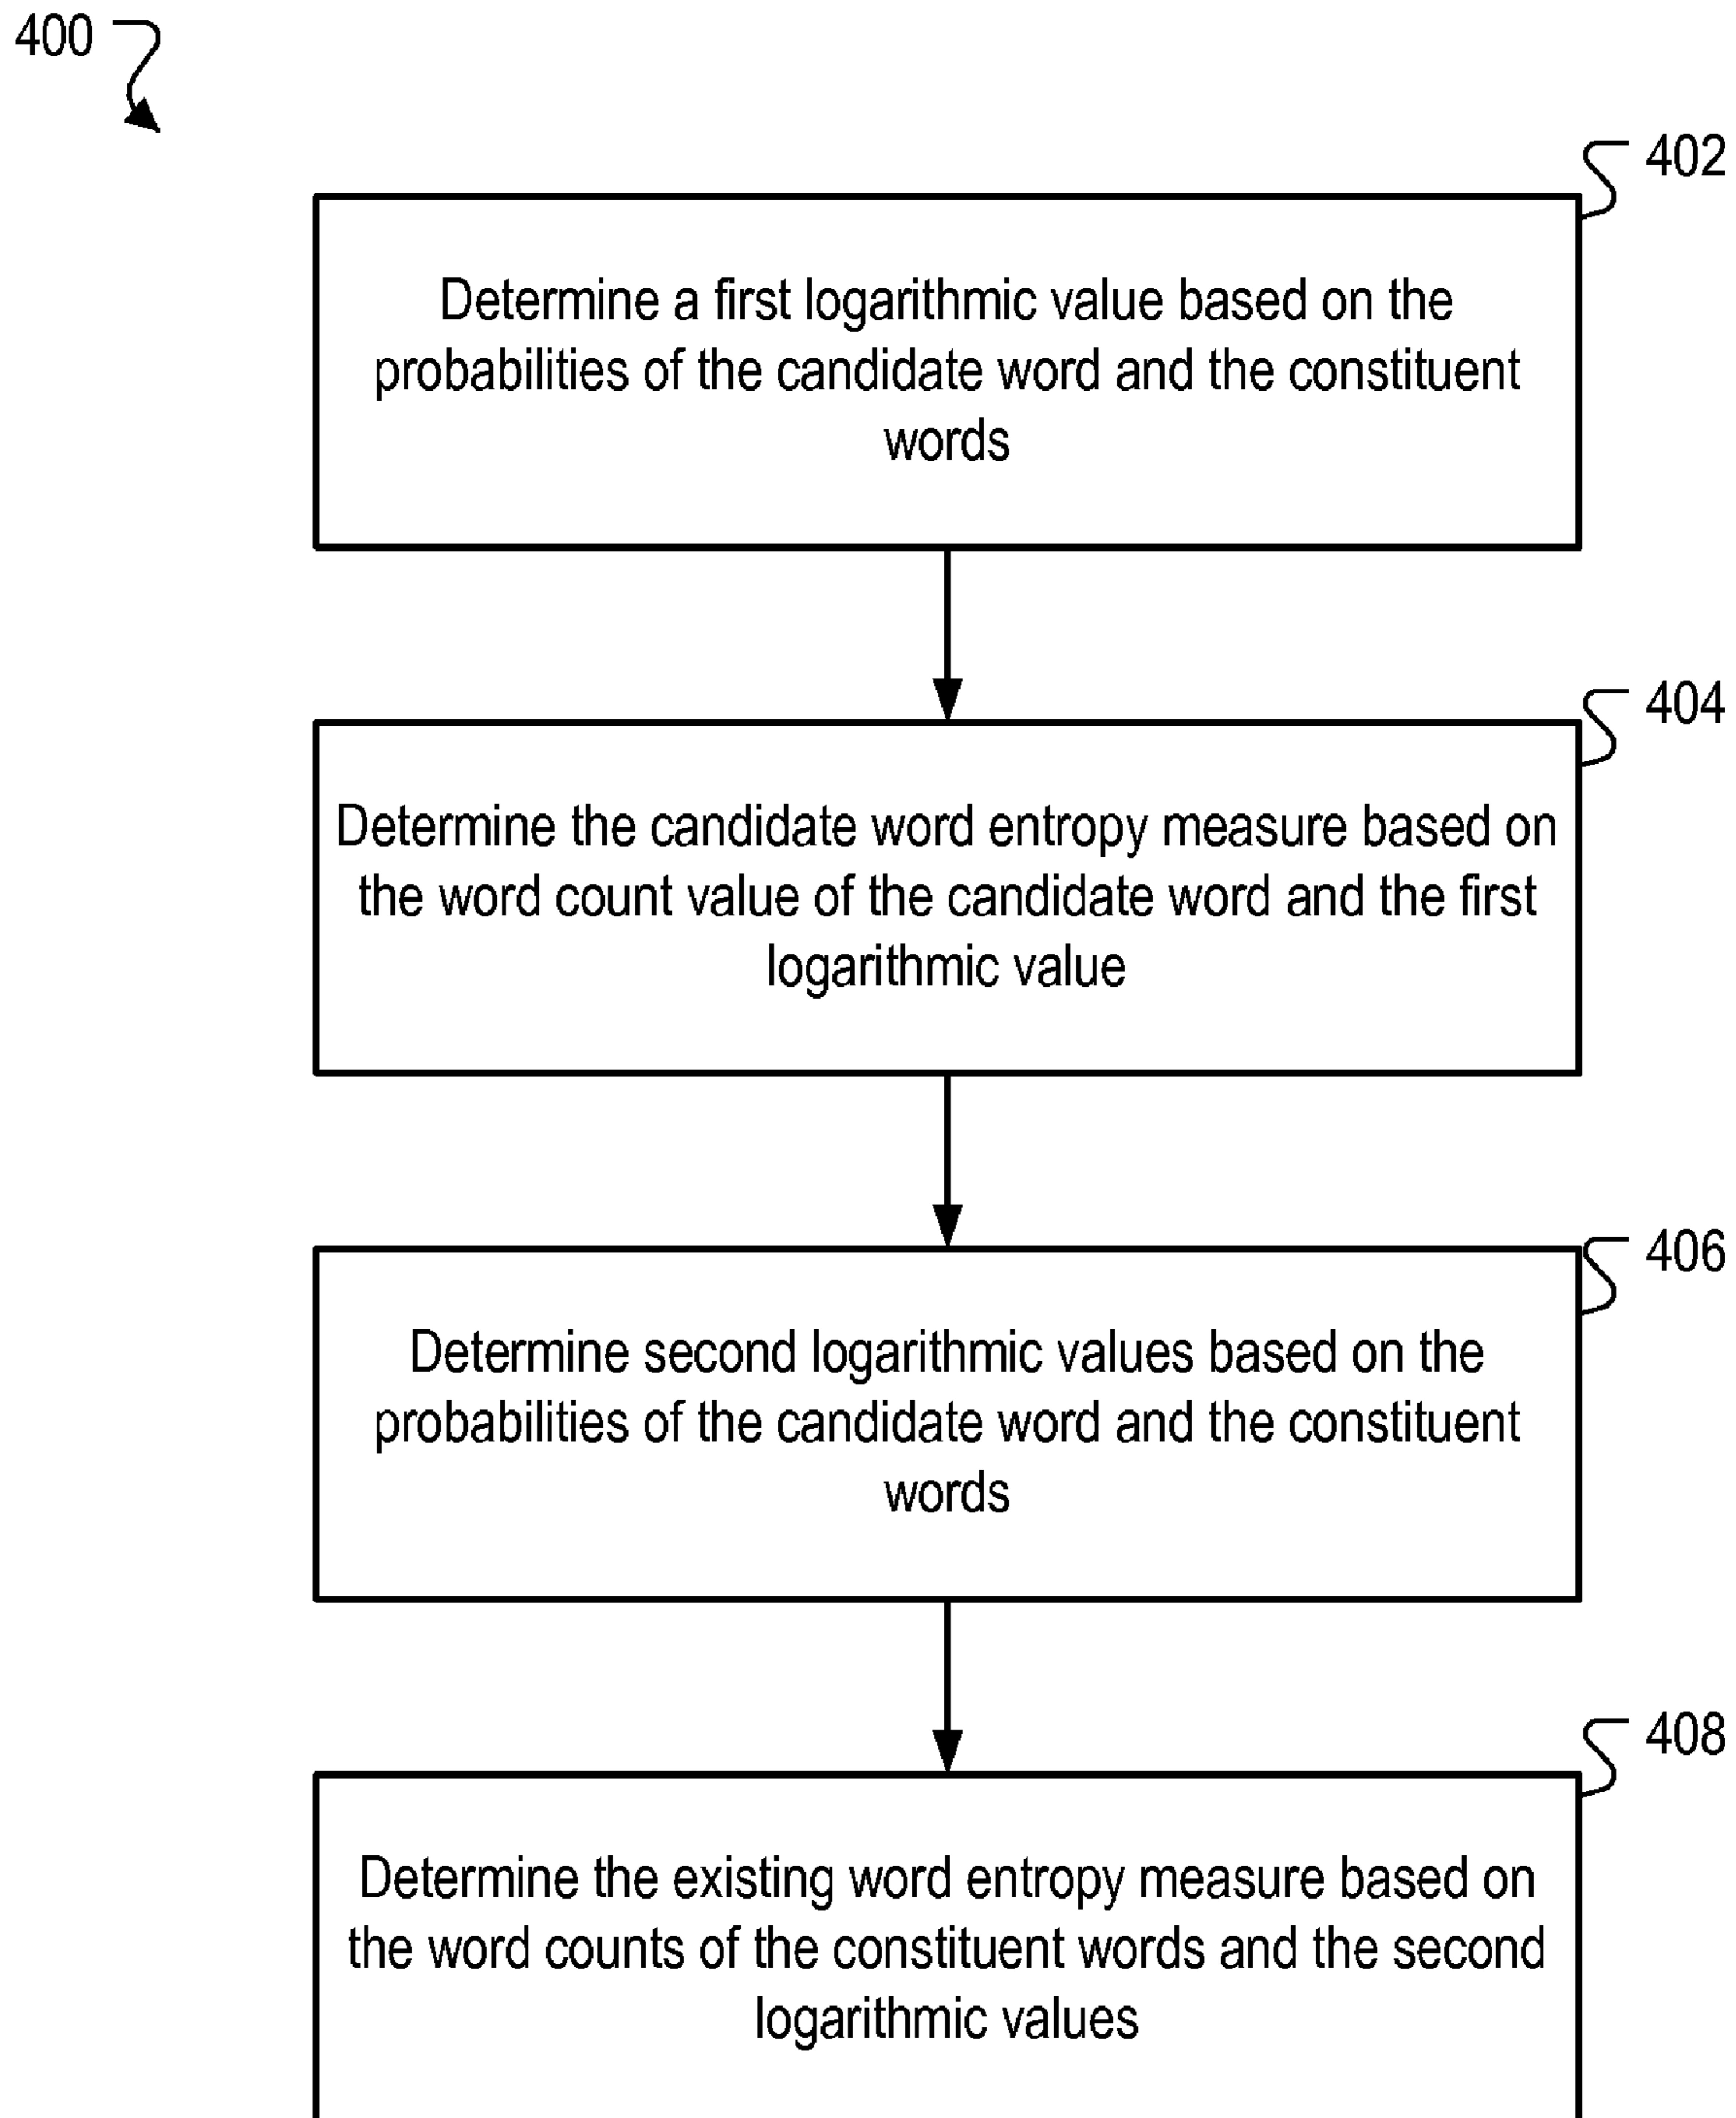 400
402
Determine a first logarithmic value based on the
probabilities of the candidate word and the constituent
words
404
Determine the candidate word entropy measure based on
the word count value of the candidate word and the first
logarithmic value
406
Determine second logarithmic values based on the
probabilities of the candidate word and the constituent
words
408
Determine the existing word entropy measure based on
the word counts of the constituent words and the second
logarithmic values